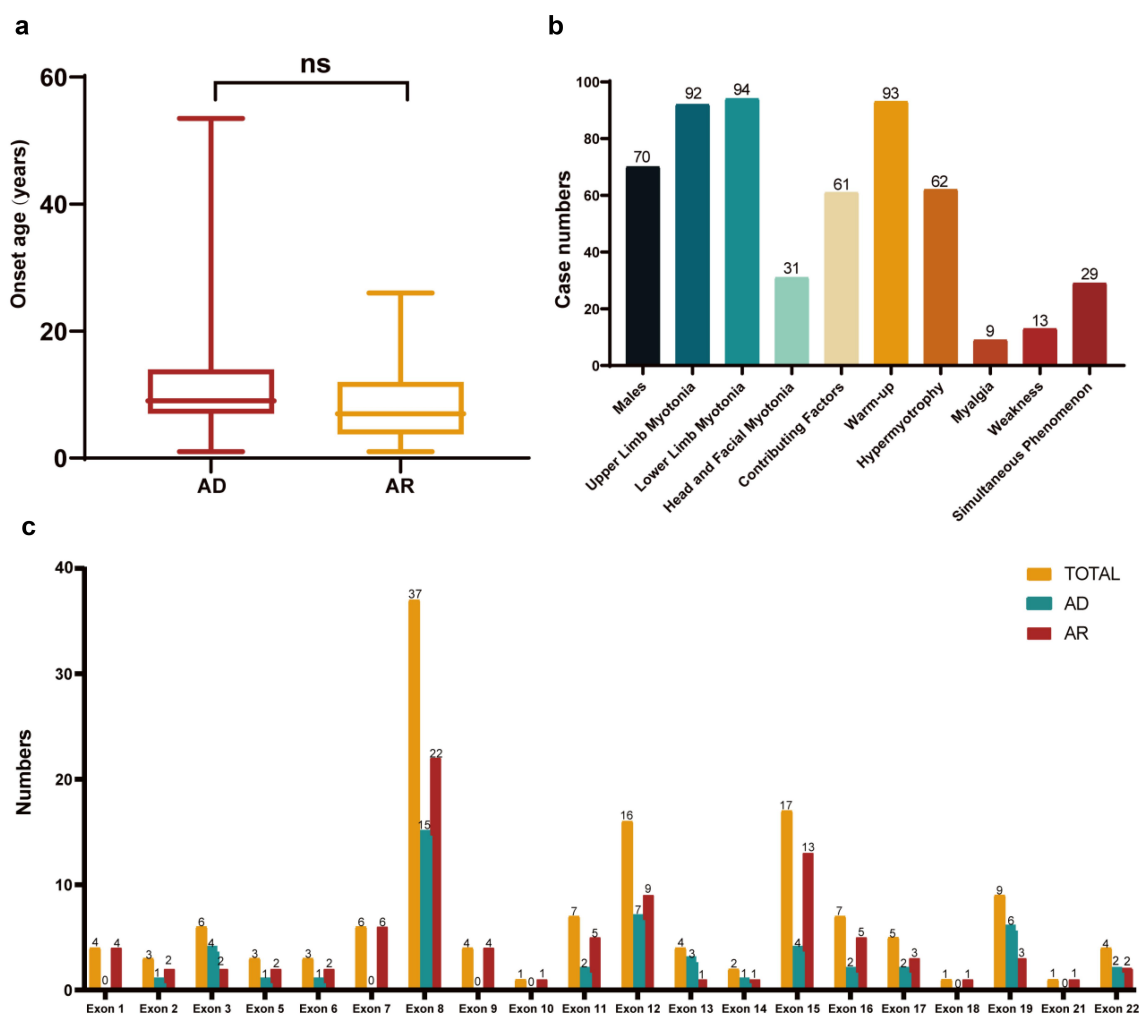 a
ns
Onset age (years)
60
40
20
0
AD
AR
b
Case numbers
100
80
60
40
20
0
70
92
94
31
61
93
62
9
13
29
Males
Upper Limb Myotonia
Lower Limb Myotonia
Head and Facial Myotonia
Contributing Factors
Warm-up
Hypermyotrophy
Myalgia
Weakness
Simultaneous Phenomenon
c
Numbers
40
30
20
10
0
TOTAL
AD
AR
4 0 4
3 1 2
6 4 2
3 1 2
3 1 2
6 0 6
37 15 22
4 0 4
1 0 1
7 2 5
16 7 9
4 3 1
2 1 1
17 4 13
7 2 5
5 2 3
1 0 1
9 6 3
1 0 1
4 2 2
Exon 1 Exon 2 Exon 3 Exon 5 Exon 6 Exon 7 Exon 8 Exon 9 Exon 10 Exon 11 Exon 12 Exon 13 Exon 14 Exon 15 Exon 16 Exon 17 Exon 18 Exon 19 Exon 21 Exon 22